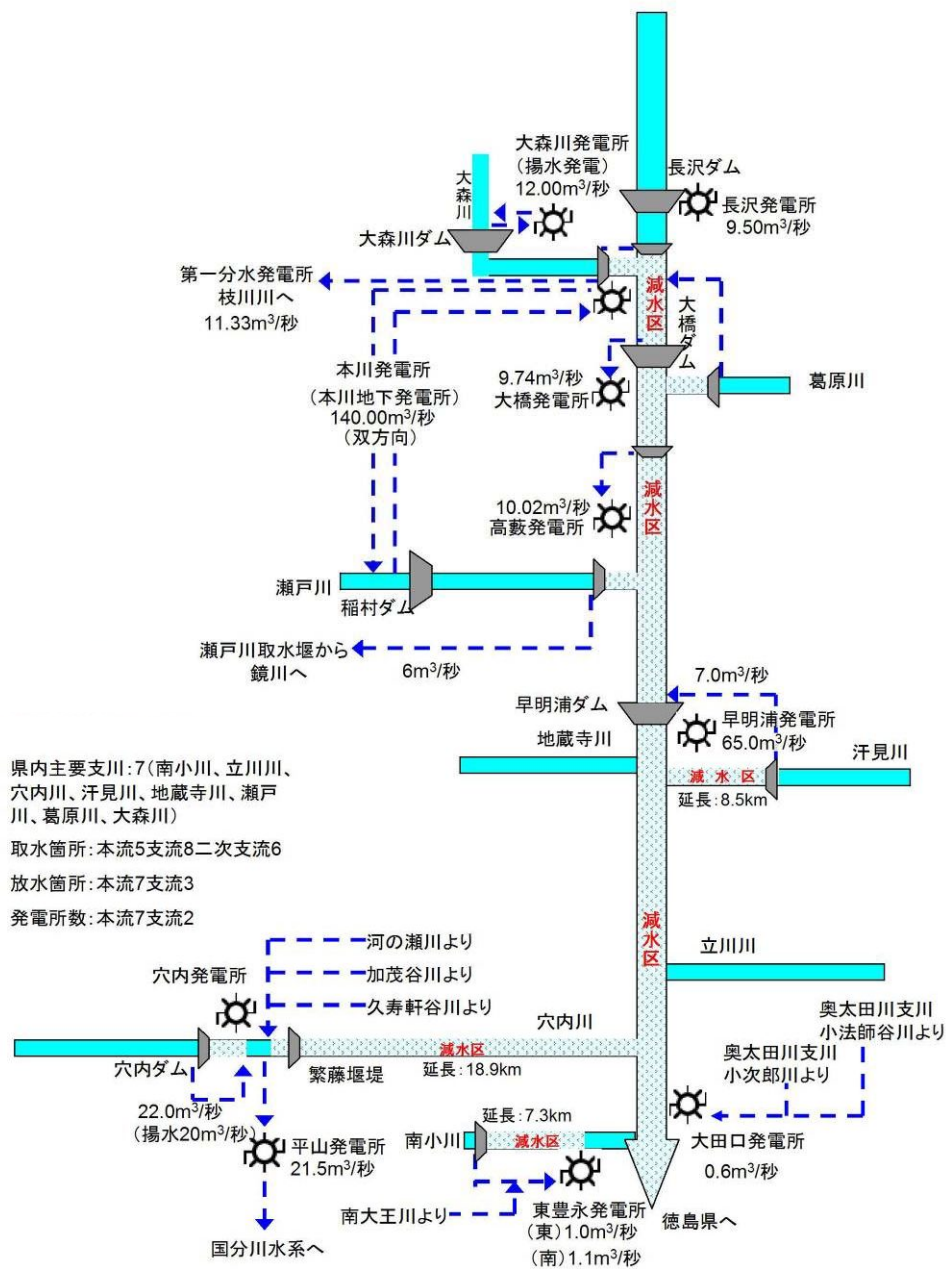 大森川発電所
(揚水発電)
12.00m³/秒
長沢ダム
大森川
長沢発電所
9.50m³/秒
大森川ダム
第一分水発電所
枝川川へ
11.33m³/秒
減水区
大橋ダム
本川発電所
(本川地下発電所)
140.00m³/秒
(双方向)
9.74m³/秒
大橋発電所
葛原川
減水区
10.02m³/秒
高藪発電所
瀬戸川
稲村ダム
瀬戸川取水堰から
鏡川へ
6m³/秒
7.0m³/秒
早明浦ダム
早明浦発電所
65.0m³/秒
地蔵寺川
汗見川
減水区
延長:8.5km
県内主要支川:7(南小川、立川川、
穴内川、汗見川、地蔵寺川、瀬戸
川、葛原川、大森川)
取水箇所:本流5支流8二次支流6
放水箇所:本流7支流3
発電所数:本流7支流2
減水区
河の瀬川より
加茂谷川より
久寿軒谷川より
立川川
穴内発電所
穴内川
奥太田川支川
小法師谷川より
奥太田川支川
小次郎川より
穴内ダム
繁藤堰堤
減水区
延長:18.9km
22.0m³/秒
(揚水20m³/秒)
平山発電所
21.5m³/秒
延長:7.3km
南小川
減水区
大田口発電所
0.6m³/秒
南大王川より
東豊永発電所
(東)1.0m³/秒
(南)1.1m³/秒
徳島県へ
国分川水系へ